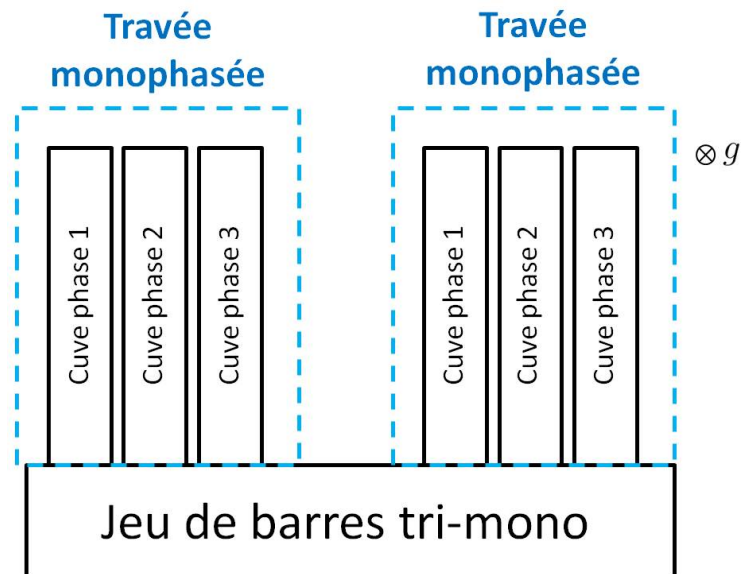 Travée
monophasée
Travée
monophasée
⊗ g
Cuve phase 1
Cuve phase 2
Cuve phase 3
Cuve phase 1
Cuve phase 2
Cuve phase 3
Jeu de barres tri-mono